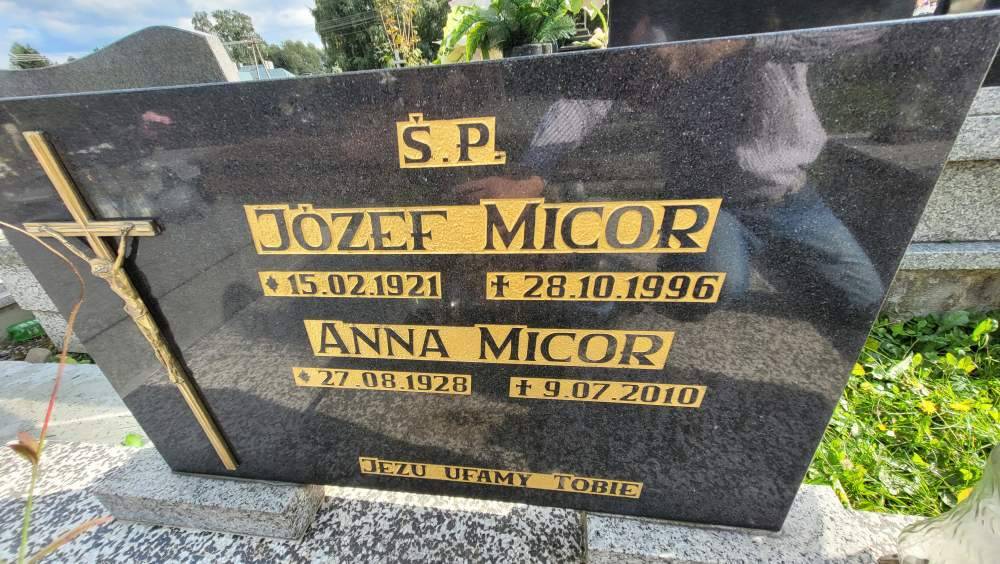 Ś.P.
JÓZEF MICOR
* 15.02.1921 ✝ 28.10.1996
ANNA MICOR
* 27.08.1928 ✝ 9.07.2010
JEZU UFAMY TOBIE